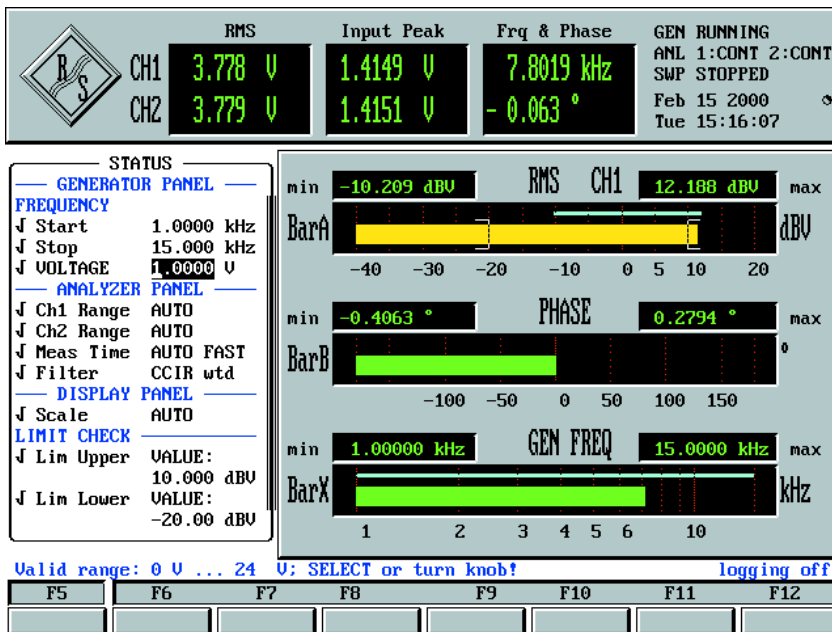 RMS Input Peak Frq & Phase
R S
CH1 3.778 V 1.4149 V 7.8019 kHz
CH2 3.779 V 1.4151 V - 0.063 °
GEN RUNNING
ANL 1:CONT 2:CONT
SWP STOPPED
Feb 15 2000
Tue 15:16:07
STATUS
GENERATOR PANEL
FREQUENCY
√ Start 1.0000 kHz
√ Stop 15.000 kHz
√ VOLTAGE 1.0000 V
ANALYZER PANEL
√ Ch1 Range AUTO
√ Ch2 Range AUTO
√ Meas Time AUTO FAST
√ Filter CCIR wtd
DISPLAY PANEL
√ Scale AUTO
LIMIT CHECK
√ Lim Upper VALUE:
10.000 dBV
√ Lim Lower VALUE:
-20.00 dBV
min -10.209 dBV RMS CH1 12.188 dBV max
BarA dBV
-40 -30 -20 -10 0 5 10 20
min -0.4063 ° PHASE 0.2794 ° max
BarB °
-100 -50 0 50 100 150
min 1.00000 kHz GEN FREQ 15.0000 kHz max
BarX kHz
1 2 3 4 5 6 10
Valid range: 0 V ... 24 V; SELECT or turn knob! logging off
F5 F6 F7 F8 F9 F10 F11 F12